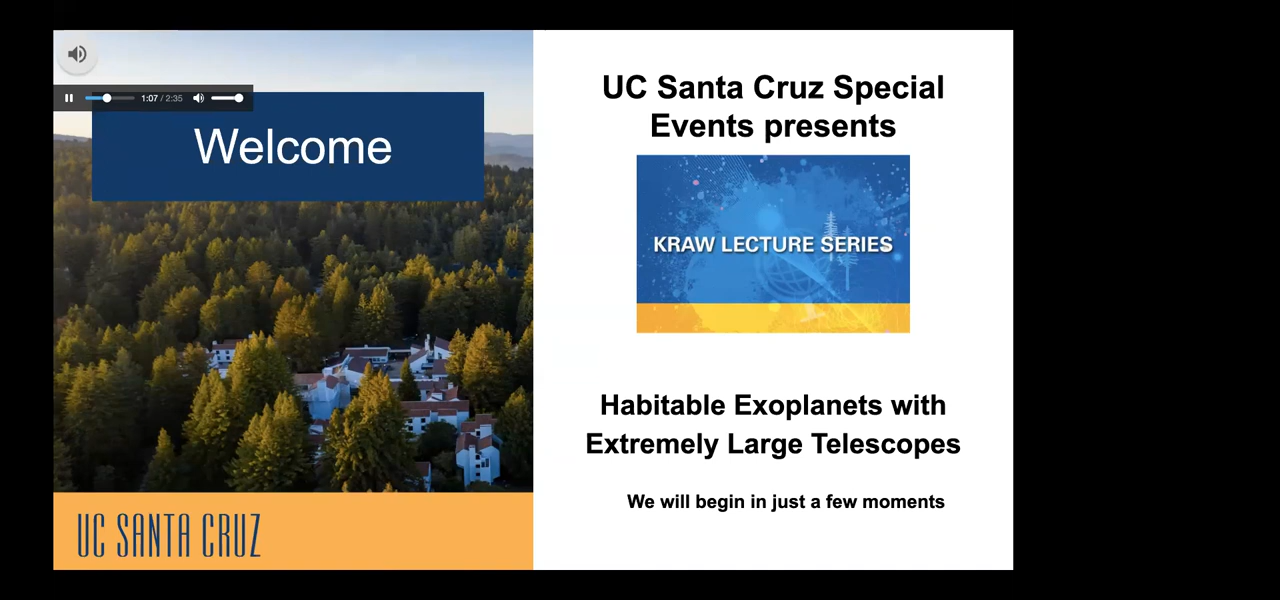 1:07 / 2:35
Welcome
UC SANTA CRUZ
UC Santa Cruz Special
Events presents
KRAW LECTURE SERIES
Habitable Exoplanets with
Extremely Large Telescopes
We will begin in just a few moments